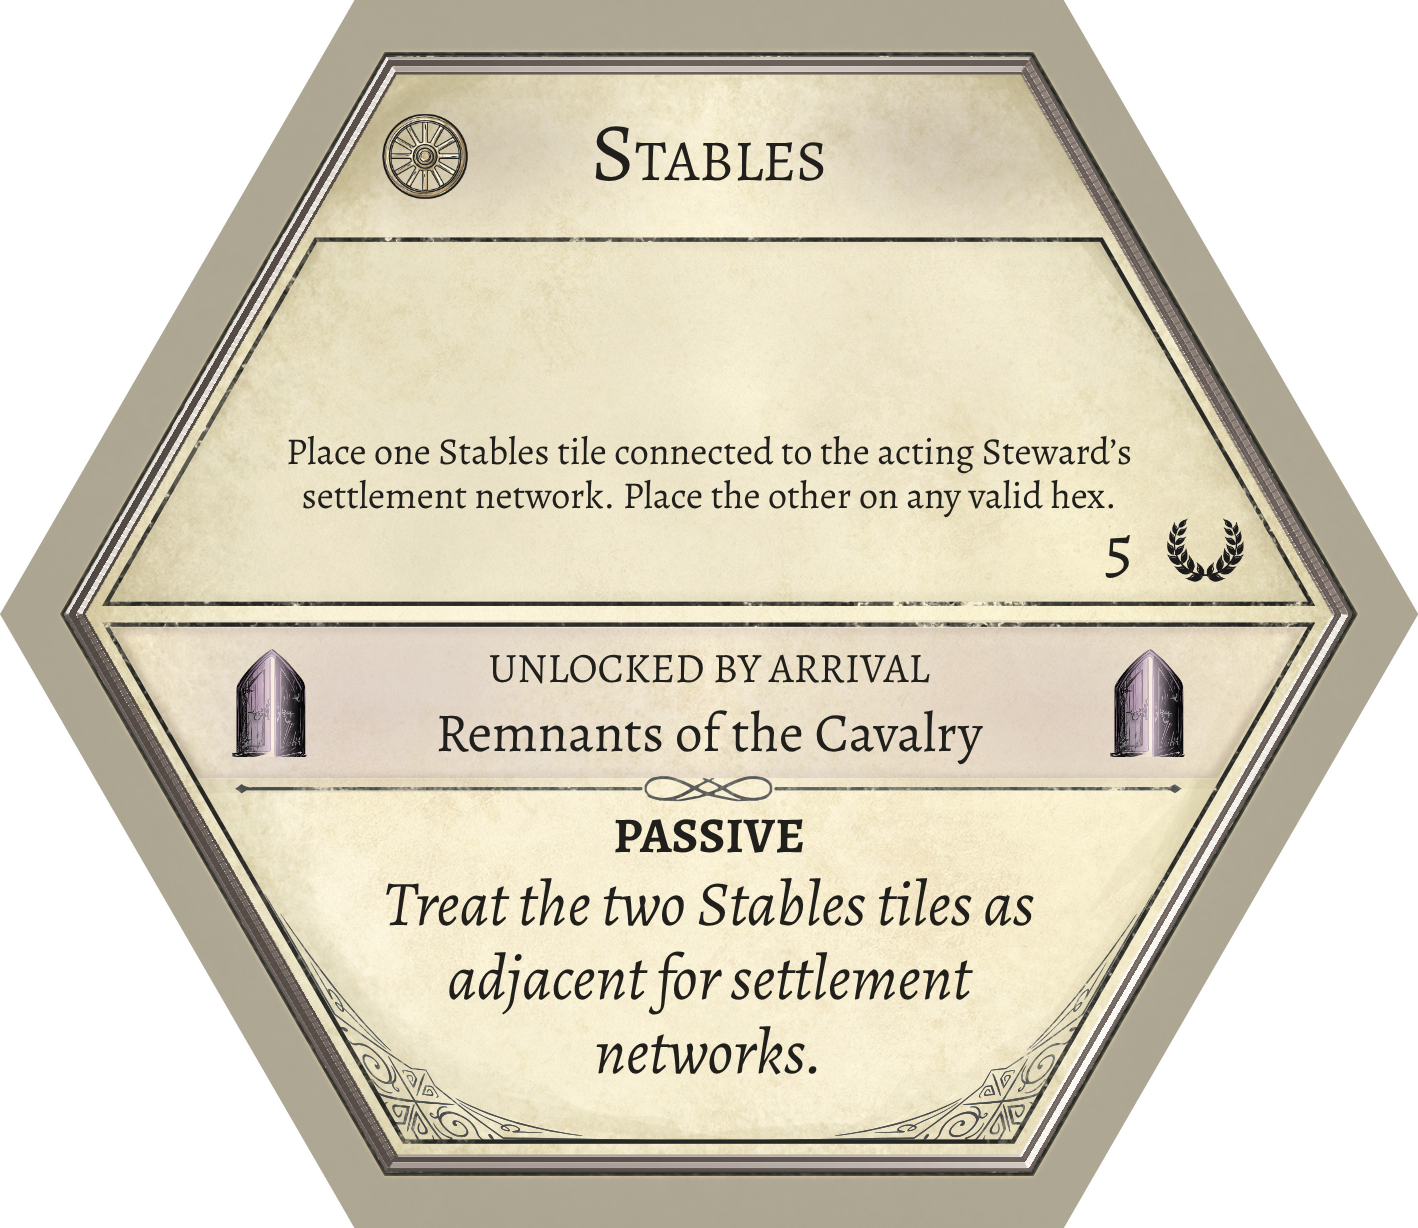 Stables
Place one Stables tile connected to the acting Steward’s
settlement network. Place the other on any valid hex.
5
UNLOCKED BY ARRIVAL
Remnants of the Cavalry
PASSIVE
Treat the two Stables tiles as
adjacent for settlement
networks.